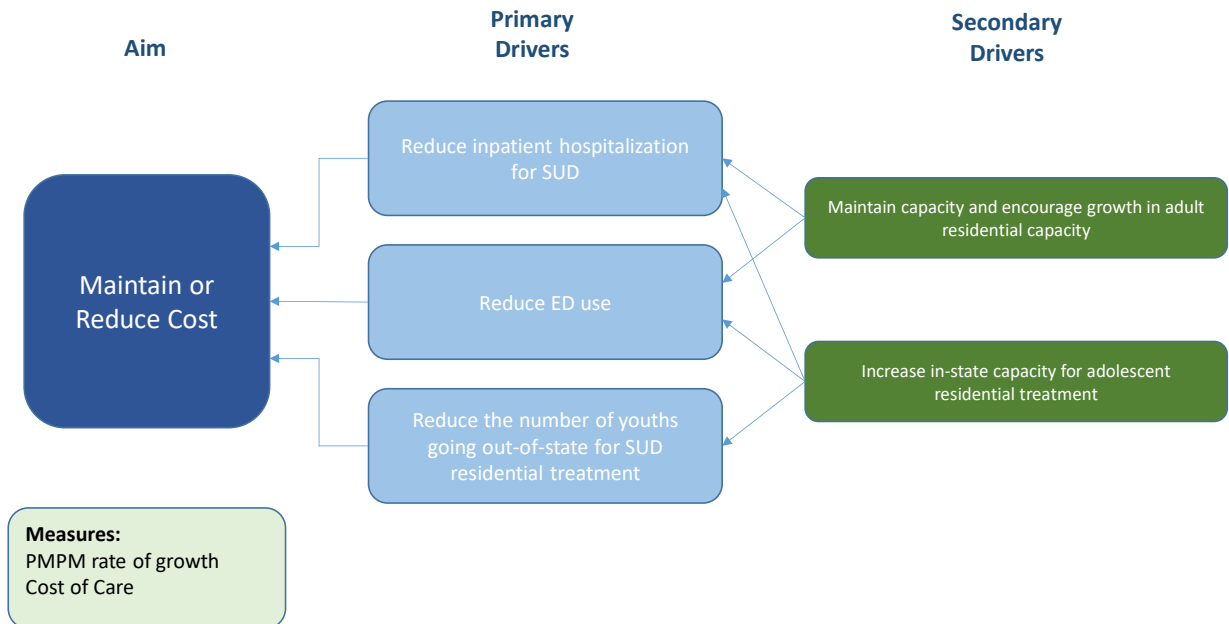 Aim
Primary
Drivers
Secondary
Drivers
Maintain or
Reduce Cost
Reduce inpatient hospitalization
for SUD
Reduce ED use
Reduce the number of youths
going out-of-state for SUD
residential treatment
Maintain capacity and encourage growth in adult
residential capacity
Increase in-state capacity for adolescent
residential treatment
Measures:
PMPM rate of growth
Cost of Care